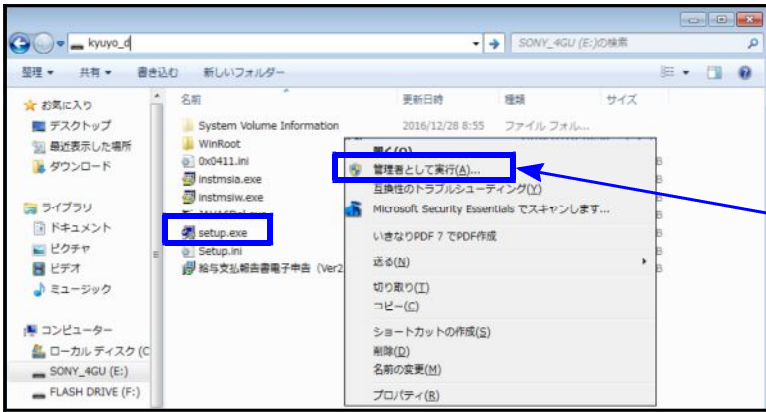 kyuyo_d
SONY_4GU (E:)の検索
整理
共有
書き込む
新しいフォルダー
名前
更新日時
種類
サイズ
お気に入り
デスクトップ
最近表示した場所
ダウンロード
ライブラリ
ドキュメント
ピクチャ
ビデオ
ミュージック
コンピューター
ローカル ディスク (C
SONY_4GU (E:)
FLASH DRIVE (F:)
System Volume Information
2016/12/28 8:55
ファイル フォル...
WinRoot
0x0411.ini
instmsia.exe
instmsiw.exe
setup.exe
Setup.ini
給与支払報告書電子申告 (Ver2
開く(O)
管理者として実行(A)...
互換性のトラブルシューティング(Y)
Microsoft Security Essentials でスキャンします...
いきなりPDF 7 でPDF作成
送る(N)
切り取り(T)
コピー(C)
ショートカットの作成(S)
削除(D)
名前の変更(M)
プロパティ(R)
B
B
B
B
B
B
B